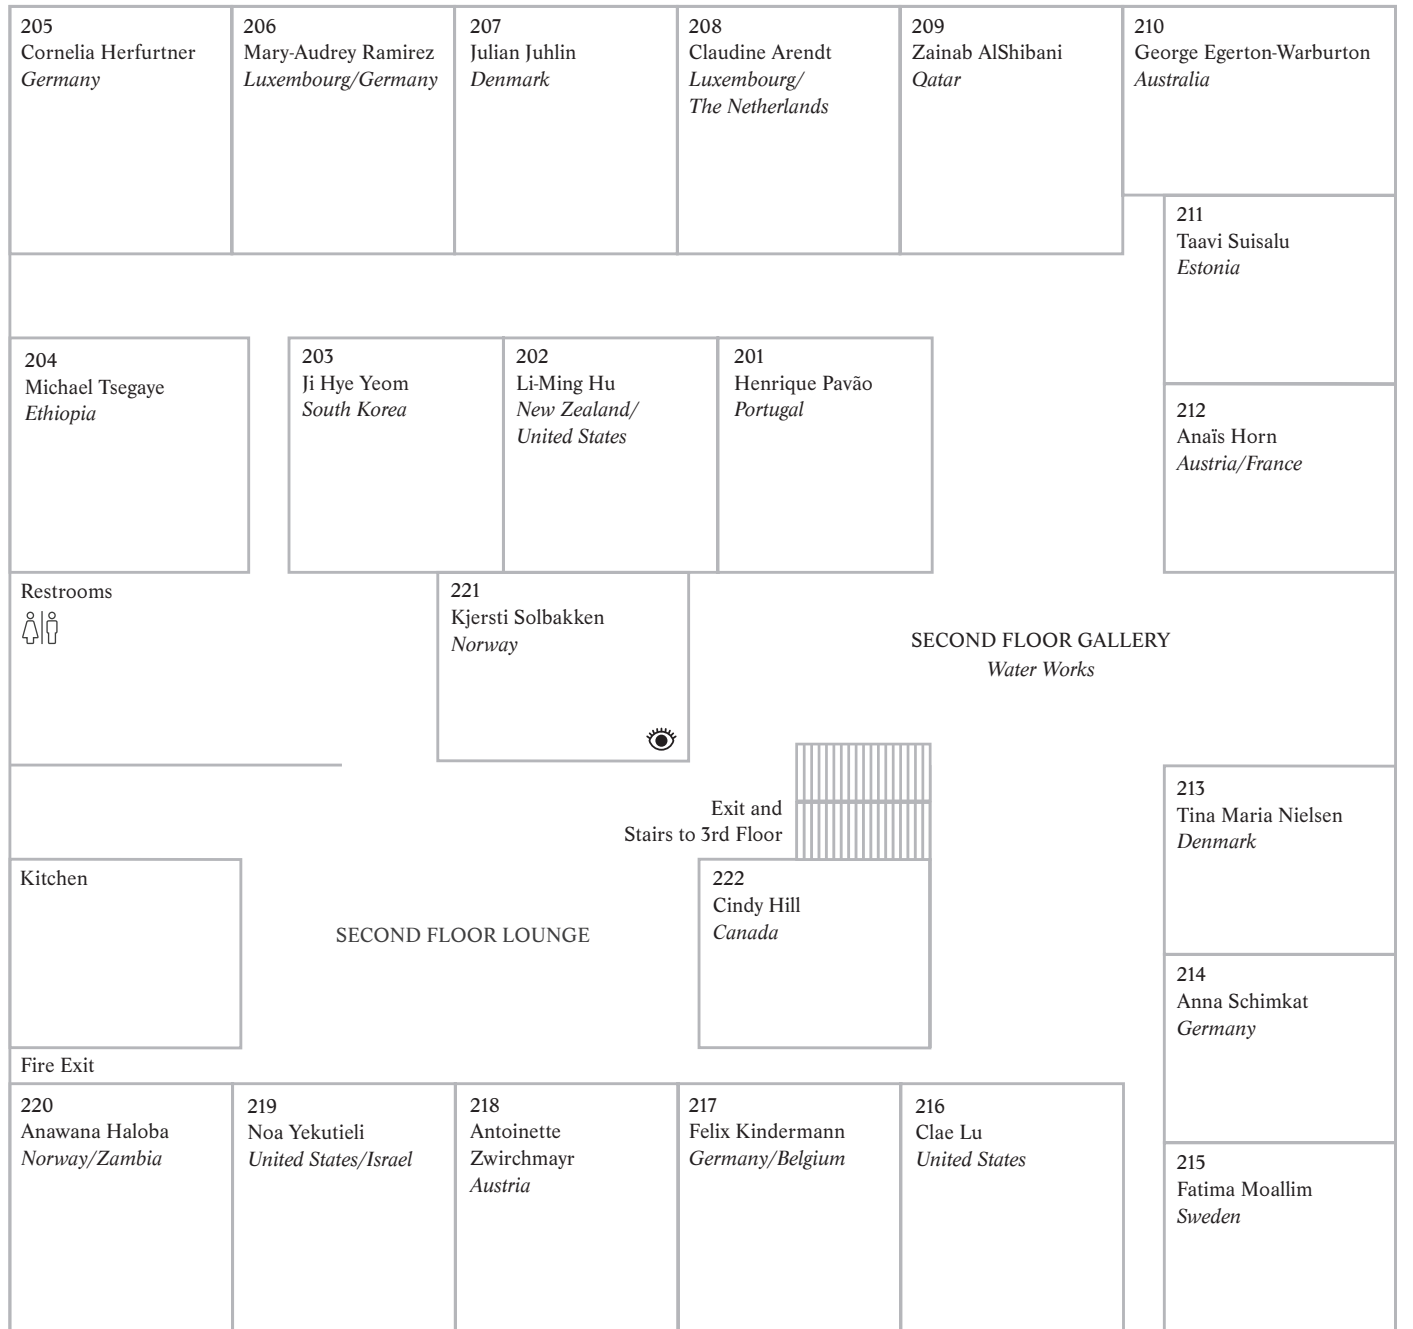 205
Cornelia Herfurtner
Germany
206
Mary-Audrey Ramirez
Luxembourg/Germany
207
Julian Juhlin
Denmark
208
Claudine Arendt
Luxembourg/
The Netherlands
209
Zainab AlShibani
Qatar
210
George Egerton-Warburton
Australia
211
Taavi Suisalu
Estonia
204
Michael Tsegaye
Ethiopia
203
Ji Hye Yeom
South Korea
202
Li-Ming Hu
New Zealand/
United States
201
Henrique Pavão
Portugal
212
Anaïs Horn
Austria/France
Restrooms
221
Kjersti Solbakken
Norway
SECOND FLOOR GALLERY
Water Works
Exit and
Stairs to 3rd Floor
213
Tina Maria Nielsen
Denmark
Kitchen
SECOND FLOOR LOUNGE
222
Cindy Hill
Canada
214
Anna Schimkat
Germany
Fire Exit
220
Anawana Haloba
Norway/Zambia
219
Noa Yekutieli
United States/Israel
218
Antoinette
Zwirchmayr
Austria
217
Felix Kindermann
Germany/Belgium
216
Clae Lu
United States
215
Fatima Moallim
Sweden